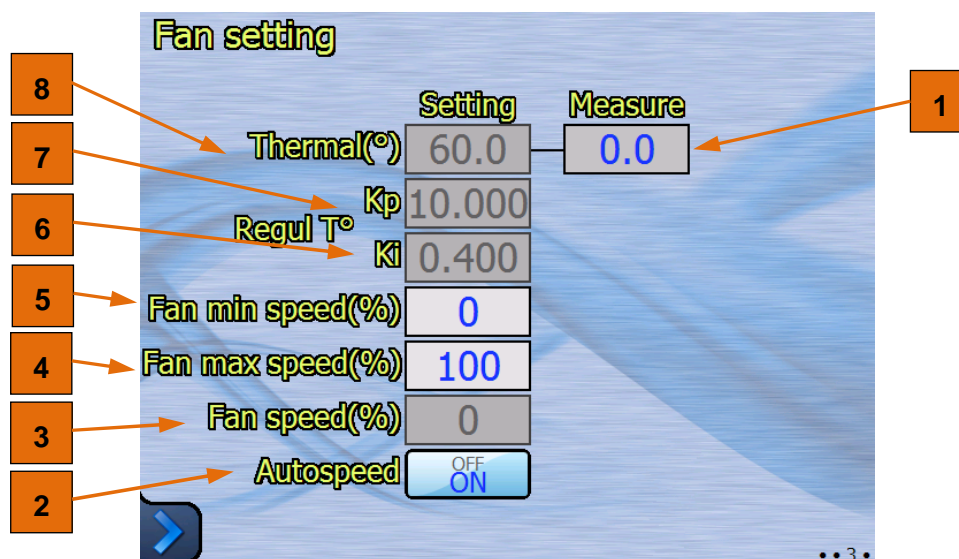 Fan setting
8
Setting Measure
1
Thermal(°) 60.0 0.0
7
Kp 10.000
Regul T°
6
Ki 0.400
5
Fan min speed(%) 0
4
Fan max speed(%) 100
3
Fan speed(%) 0
Autospeed OFF
ON
2
• • 3 •